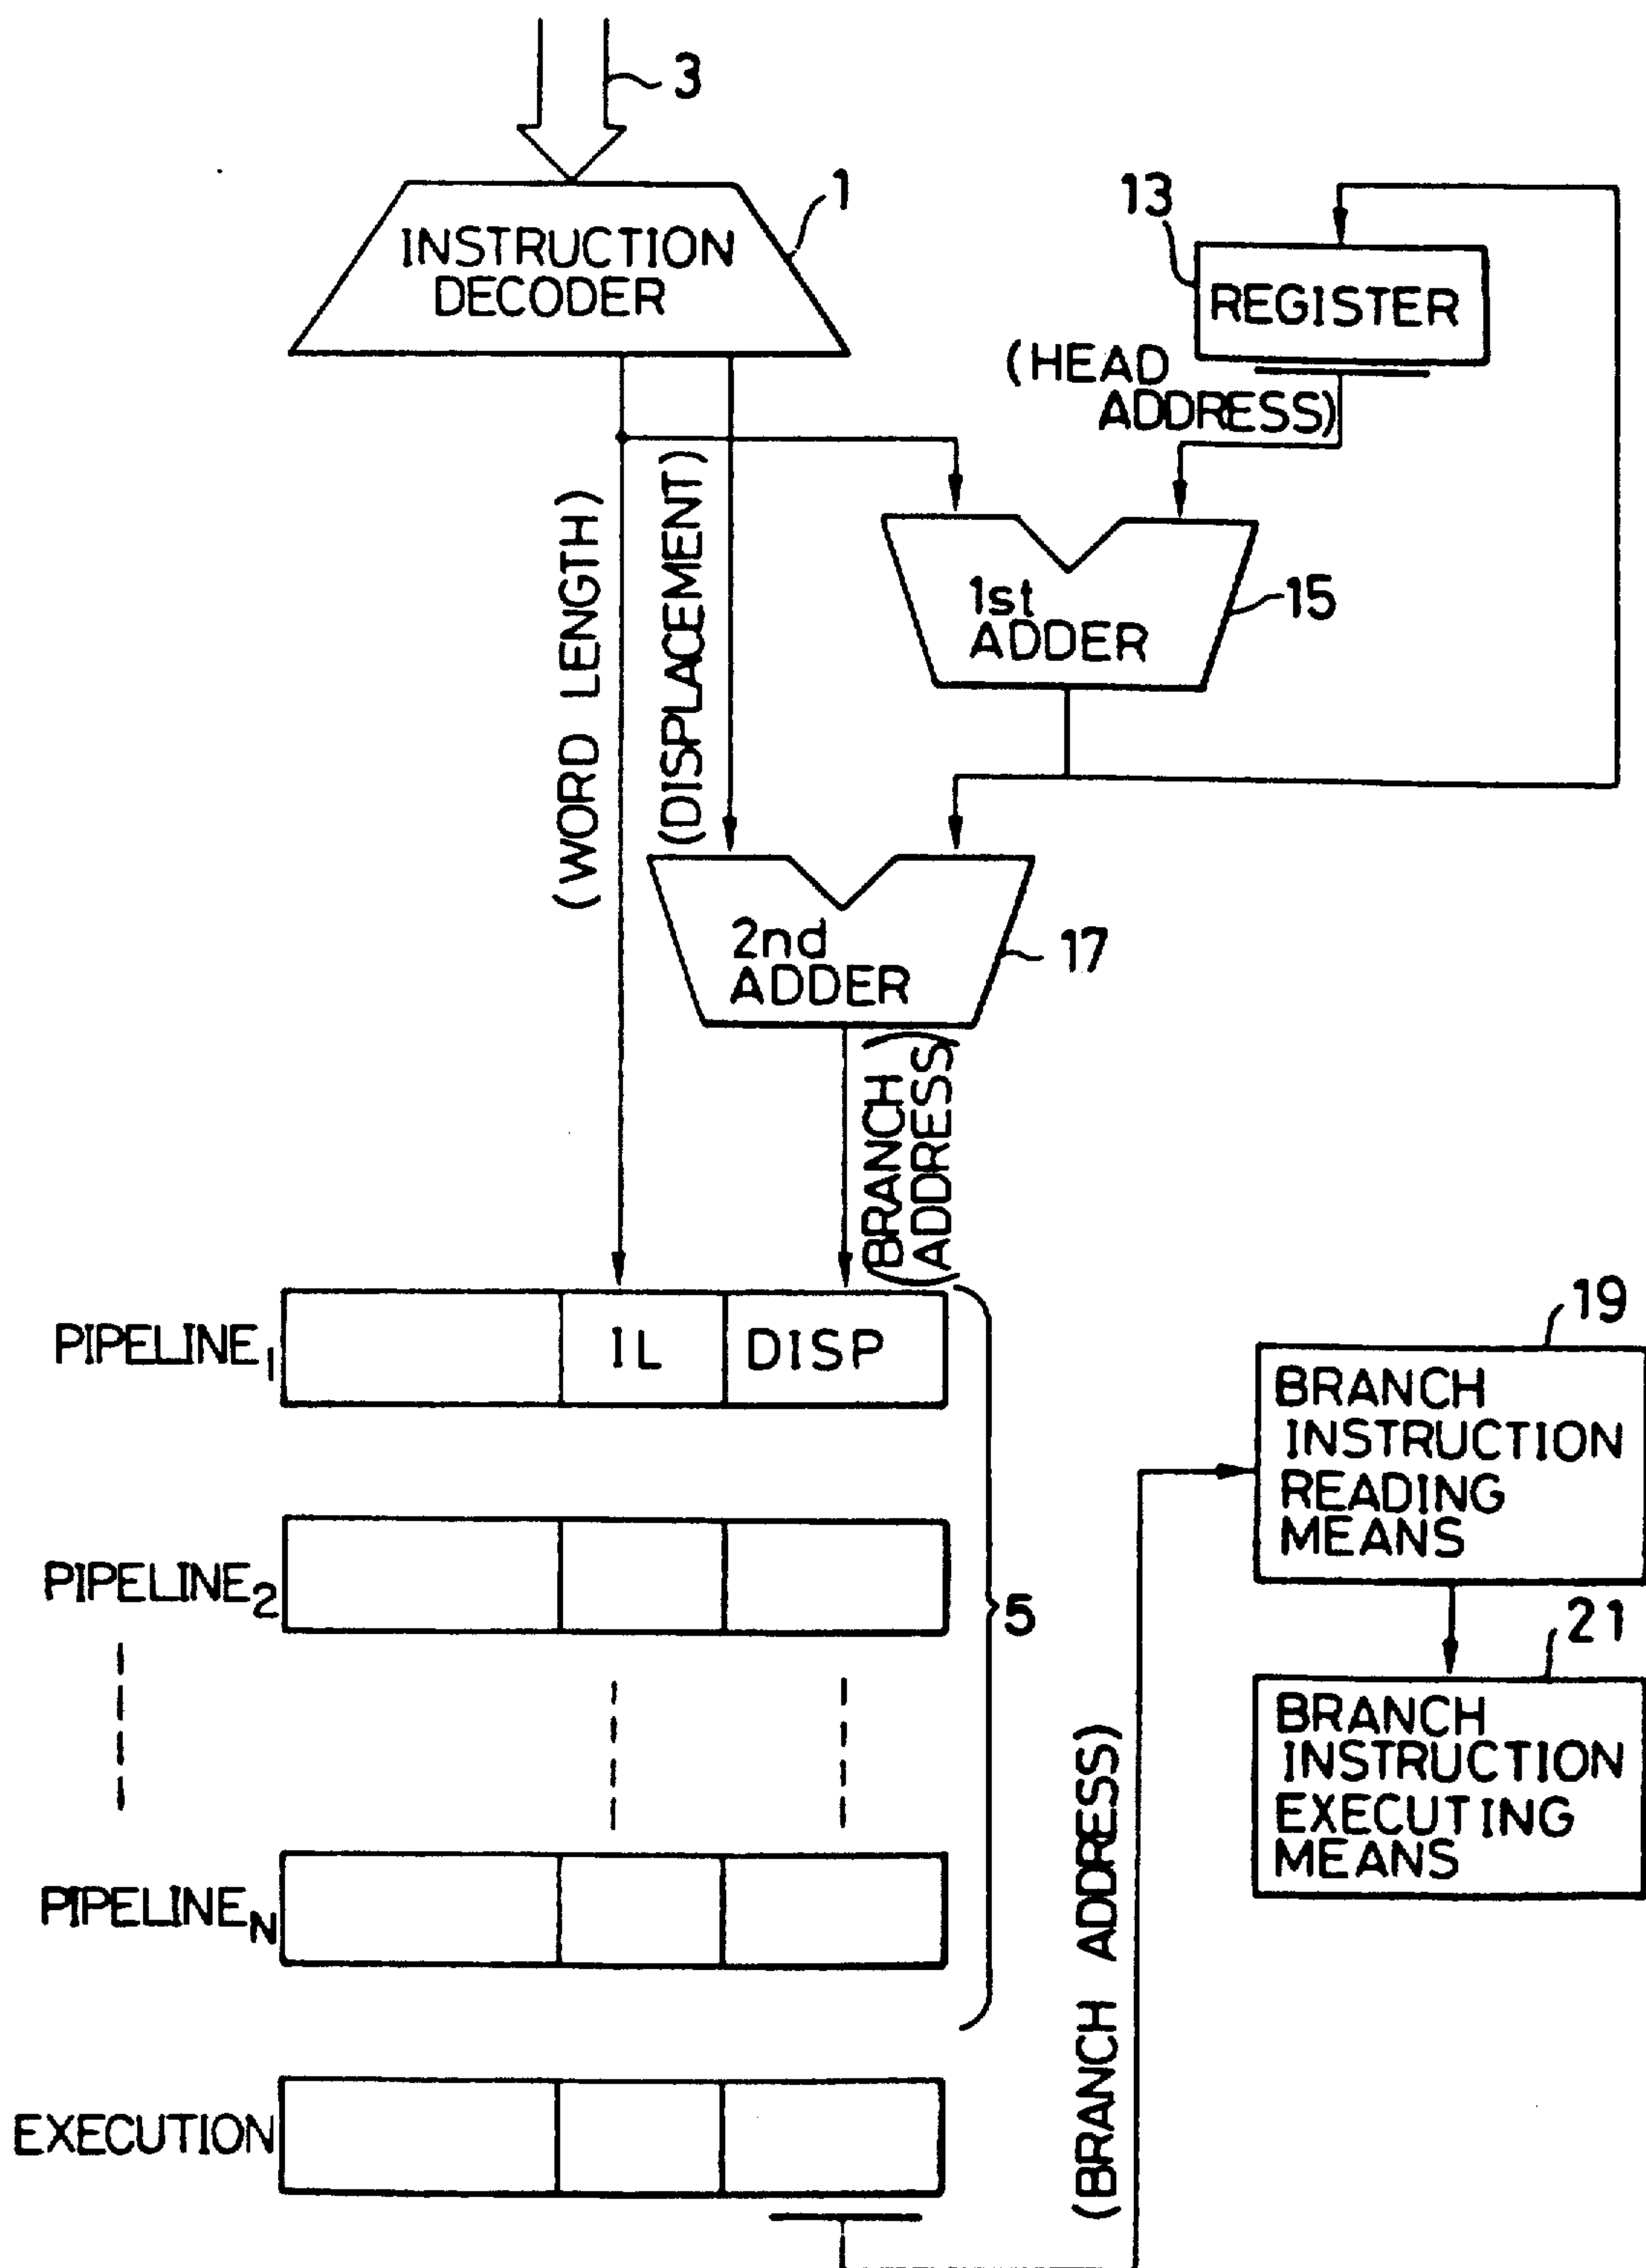 3
1
INSTRUCTION
DECODER
13
REGISTER
(HEAD
ADDRESS)
(WORD LENGTH)
(DISPLACEMENT)
1st
ADDER
15
2nd
ADDER
17
(BRANCH
ADDRESS)
PIPELINE1
IL
DISP
PIPELINE2
5
PIPELINEN
EXECUTION
(BRANCH ADDRESS)
19
BRANCH
INSTRUCTION
READING
MEANS
21
BRANCH
INSTRUCTION
EXECUTING
MEANS